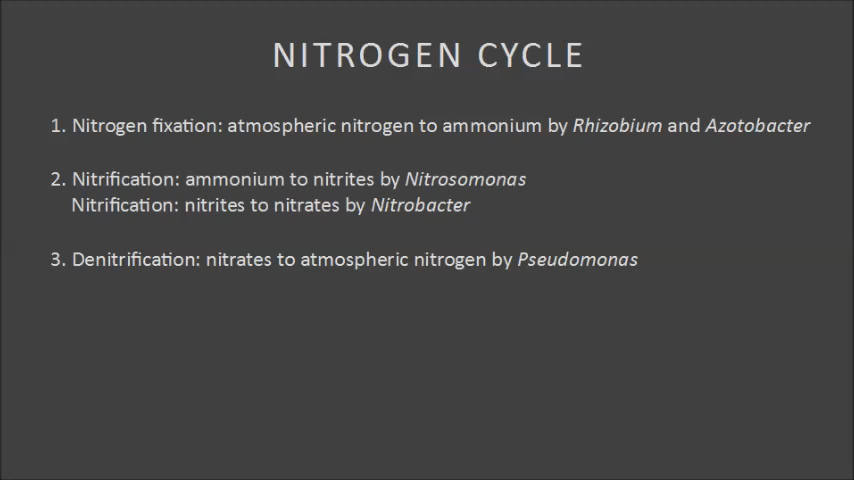 NITROGEN CYCLE
1. Nitrogen fixation: atmospheric nitrogen to ammonium by Rhizobium and Azotobacter
2. Nitrification: ammonium to nitrites by Nitrosomonas
Nitrification: nitrites to nitrates by Nitrobacter
3. Denitrification: nitrates to atmospheric nitrogen by Pseudomonas